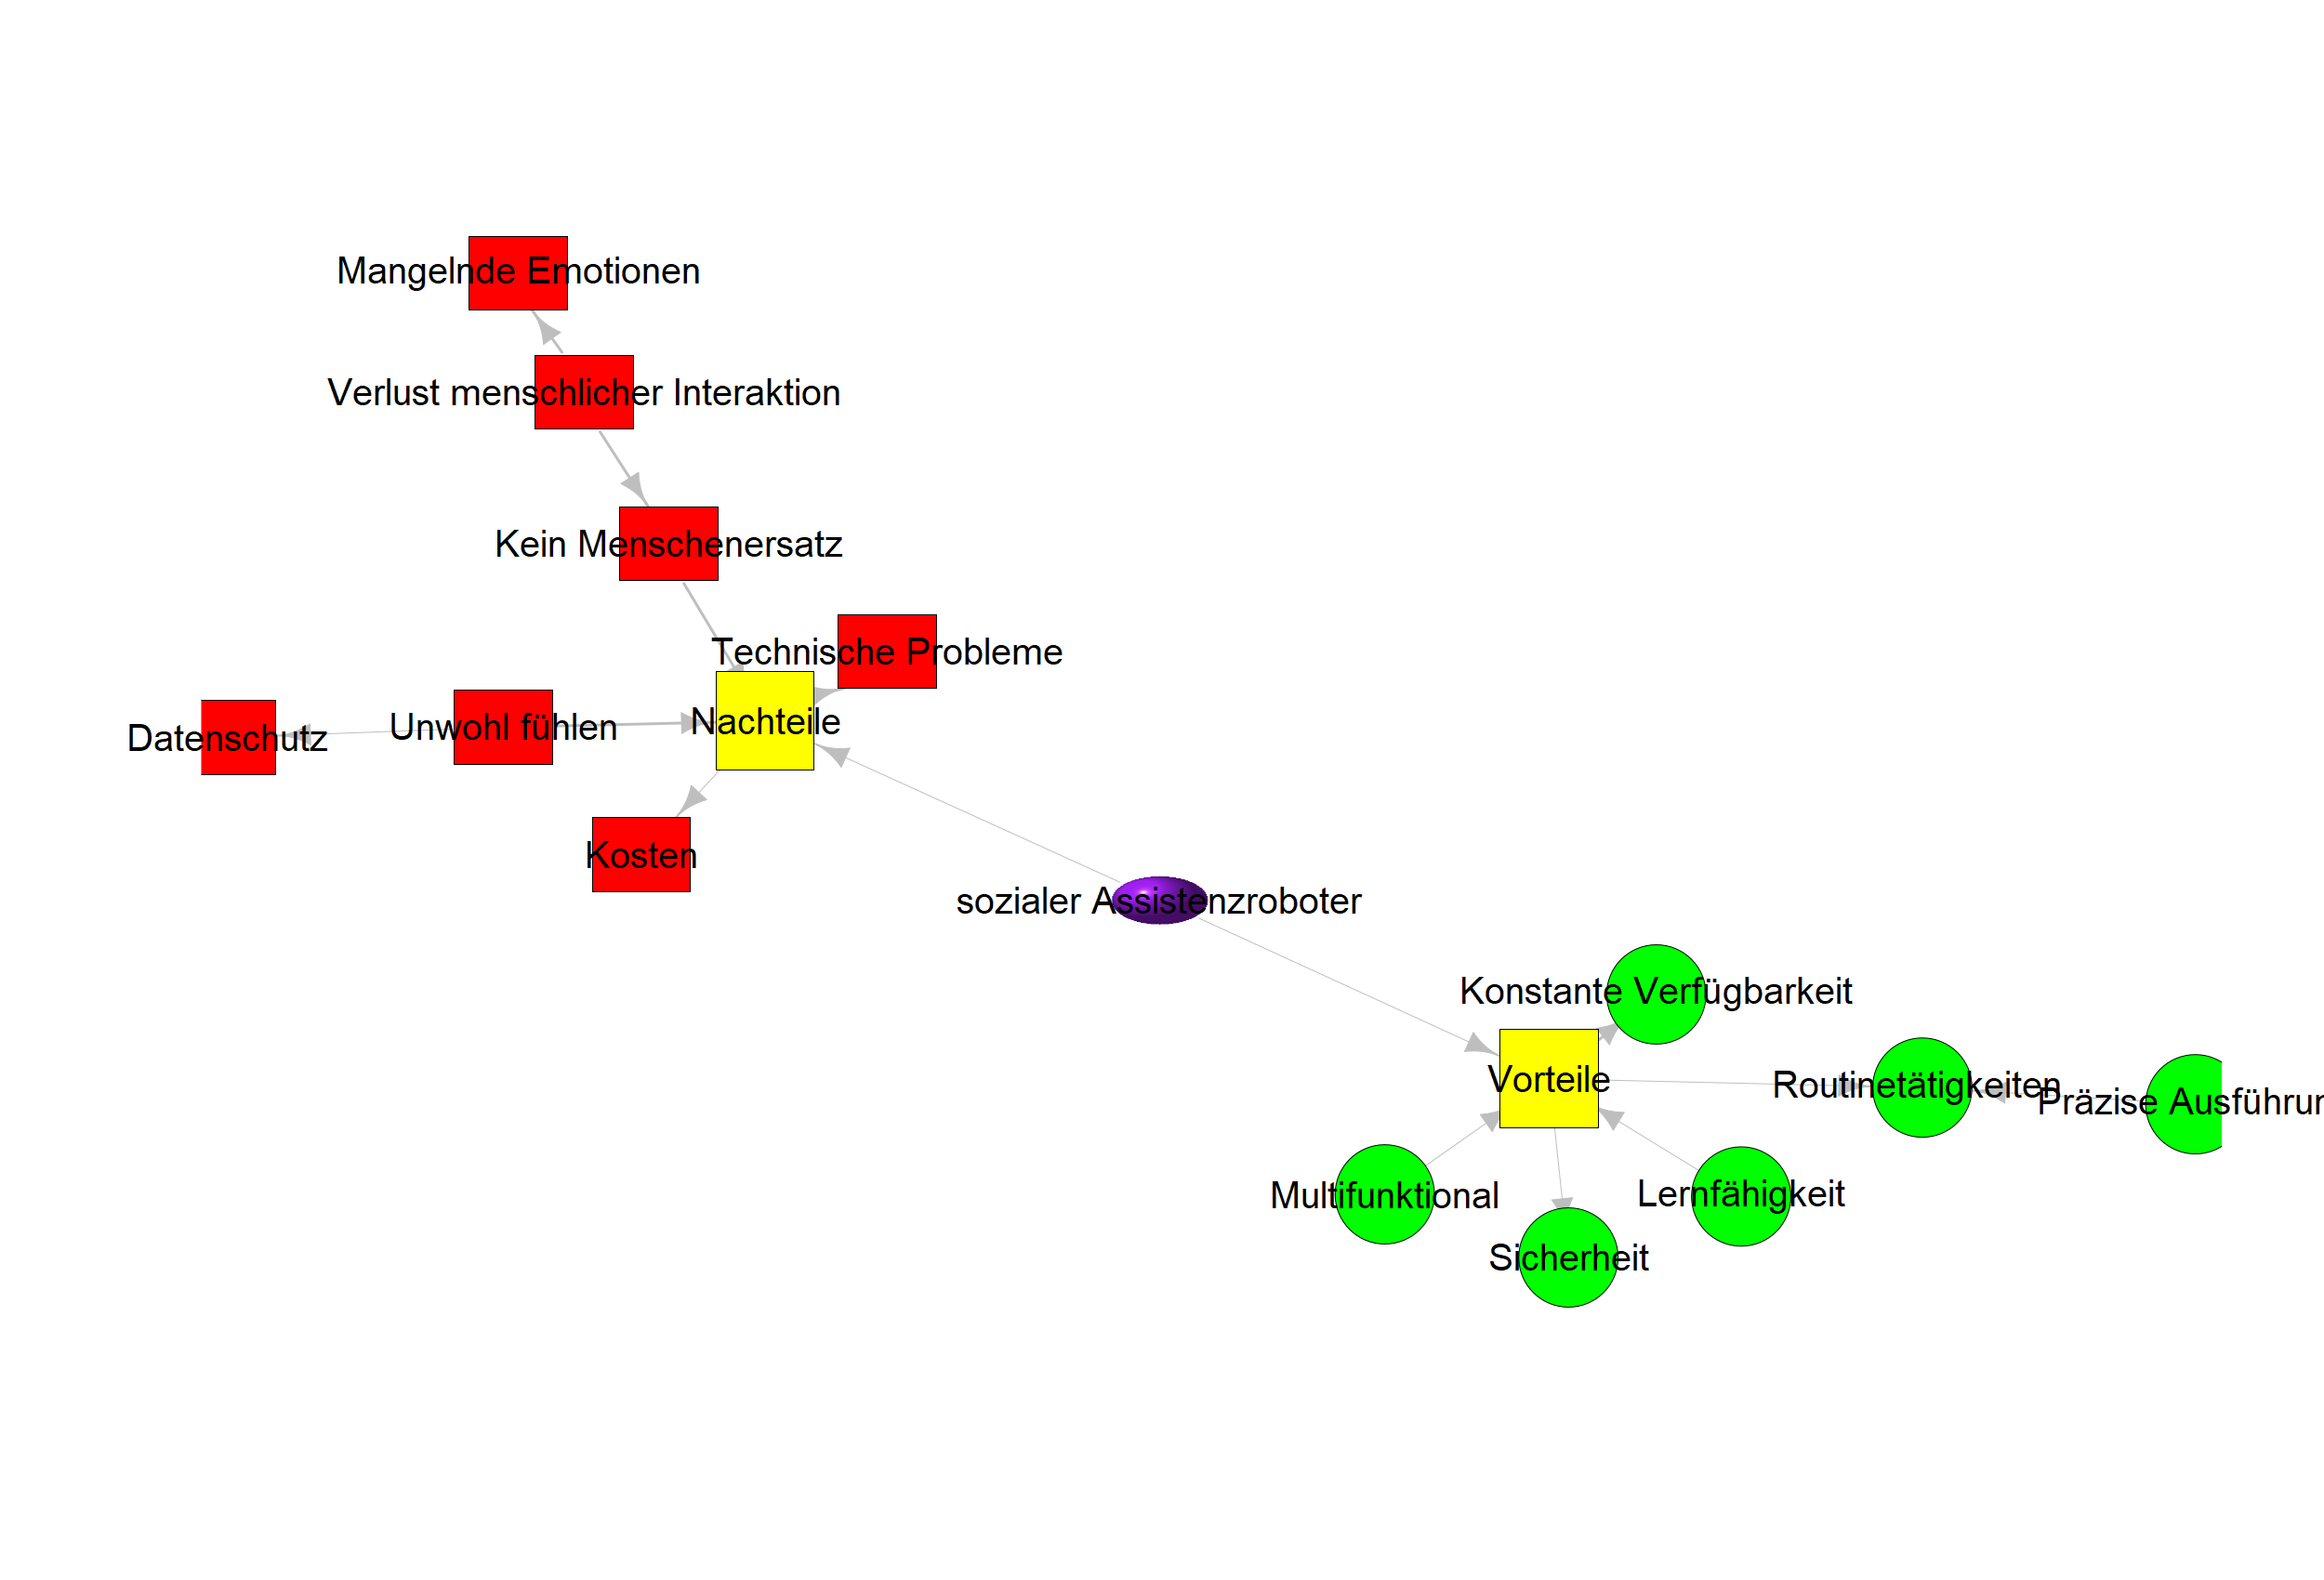 Mangelnde Emotionen
Verlust menschlicher Interaktion
Kein Menschenersatz
Technische Probleme
Nachteile
Unwohl fühlen
Datenschutz
Kosten
sozialer Assistenzroboter
Konstante Verfügbarkeit
Vorteile
Routinetätigkeiten
Präzise Ausführun
Multifunktional
Lernfähigkeit
Sicherheit